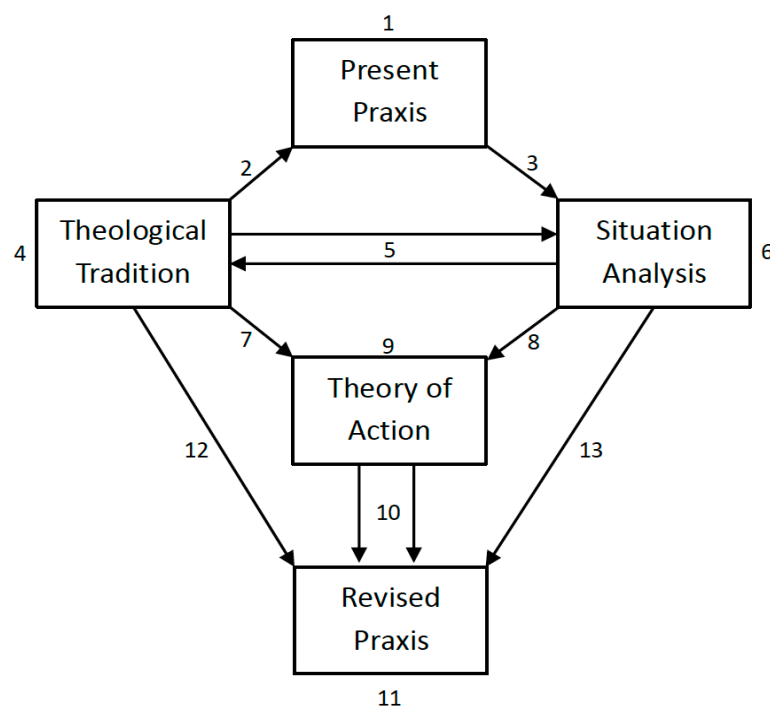 1
Present
Praxis
2
3
4
Theological
Tradition
5
Situation
Analysis
6
7
8
9
Theory of
Action
12
10
13
Revised
Praxis
11